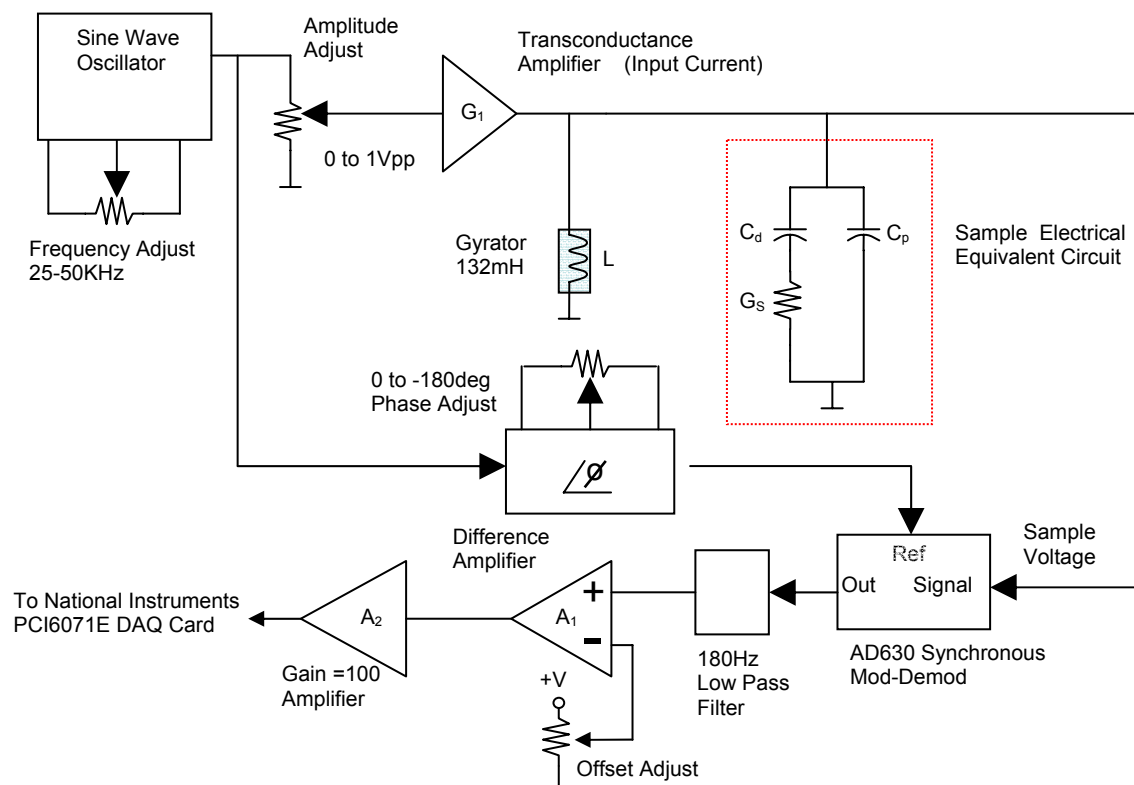 Sine Wave
Oscillator
Amplitude
Adjust
Transconductance
Amplifier (Input Current)
G1
0 to 1Vpp
Frequency Adjust
25-50KHz
Gyrator
132mH
L
Cd
Cp
GS
Sample Electrical
Equivalent Circuit
0 to -180deg
Phase Adjust
ø
Difference
Amplifier
Ref
Out
Signal
Sample
Voltage
To National Instruments
PCI6071E DAQ Card
A2
A1
+
-
Gain =100
Amplifier
+V
180Hz
Low Pass
Filter
AD630 Synchronous
Mod-Demod
Offset Adjust